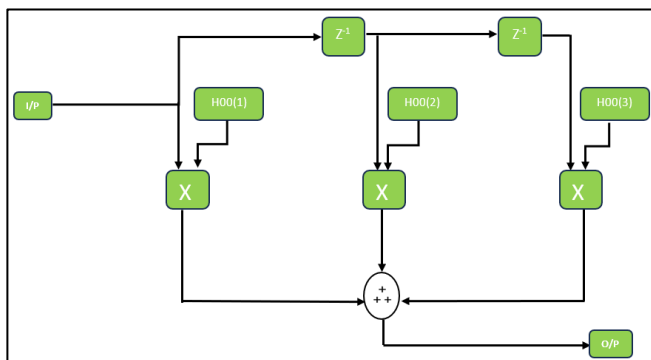 Z⁻¹
Z⁻¹
I/P
H00(1)
H00(2)
H00(3)
X
X
X
+
+ +
O/P